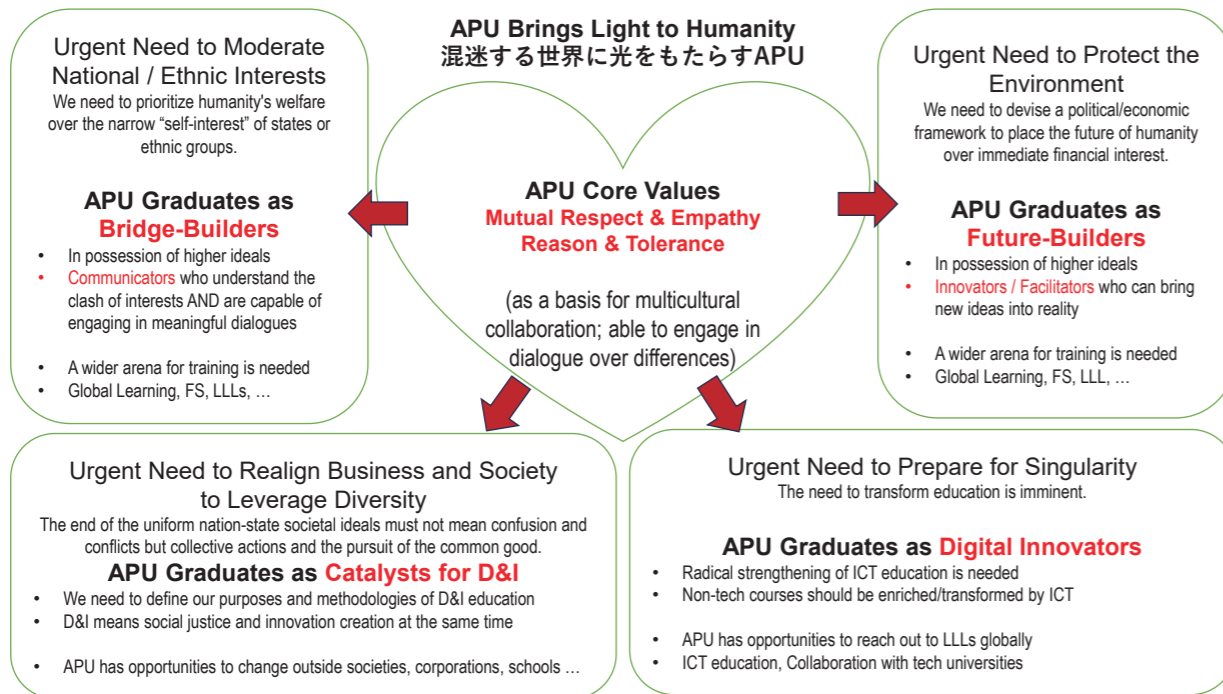 APU Brings Light to Humanity
混迷する世界に光をもたらすAPU
Urgent Need to Moderate
National / Ethnic Interests
We need to prioritize humanity's welfare
over the narrow “self-interest” of states or
ethnic groups.
APU Graduates as
Bridge-Builders
• In possession of higher ideals
• Communicators who understand the
clash of interests AND are capable of
engaging in meaningful dialogues
• A wider arena for training is needed
• Global Learning, FS, LLLs, …
APU Core Values
Mutual Respect & Empathy
Reason & Tolerance
(as a basis for multicultural
collaboration; able to engage in
dialogue over differences)
Urgent Need to Protect the
Environment
We need to devise a political/economic
framework to place the future of humanity
over immediate financial interest.
APU Graduates as
Future-Builders
• In possession of higher ideals
• Innovators / Facilitators who can bring
new ideas into reality
• A wider arena for training is needed
• Global Learning, FS, LLL, …
Urgent Need to Realign Business and Society
to Leverage Diversity
The end of the uniform nation-state societal ideals must not mean confusion and
conflicts but collective actions and the pursuit of the common good.
APU Graduates as Catalysts for D&I
• We need to define our purposes and methodologies of D&I education
• D&I means social justice and innovation creation at the same time
• APU has opportunities to change outside societies, corporations, schools …
Urgent Need to Prepare for Singularity
The need to transform education is imminent.
APU Graduates as Digital Innovators
• Radical strengthening of ICT education is needed
• Non-tech courses should be enriched/transformed by ICT
• APU has opportunities to reach out to LLLs globally
• ICT education, Collaboration with tech universities